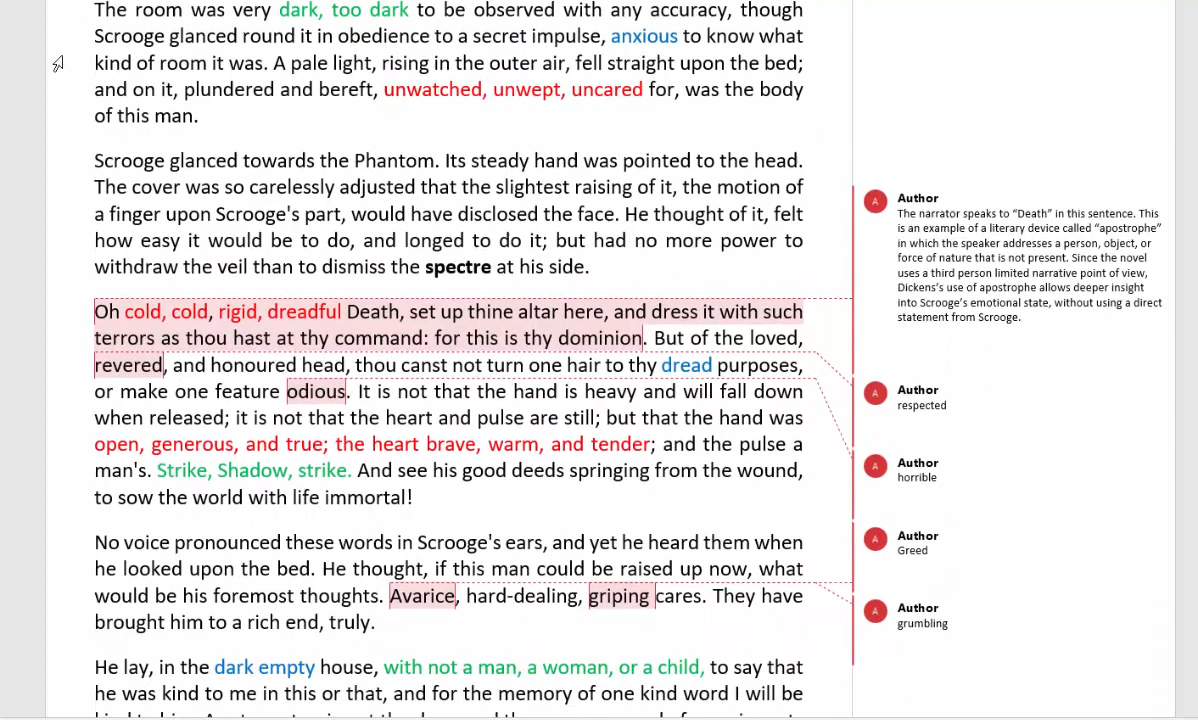 The room was very dark, too dark to be observed with any accuracy, though
Scrooge glanced round it in obedience to a secret impulse, anxious to know what
kind of room it was. A pale light, rising in the outer air, fell straight upon the bed;
and on it, plundered and bereft, unwatched, unwept, uncared for, was the body
of this man.
Scrooge glanced towards the Phantom. Its steady hand was pointed to the head.
The cover was so carelessly adjusted that the slightest raising of it, the motion of
a finger upon Scrooge's part, would have disclosed the face. He thought of it, felt
how easy it would be to do, and longed to do it; but had no more power to
withdraw the veil than to dismiss the spectre at his side.
Oh cold, cold, rigid, dreadful Death, set up thine altar here, and dress it with such
terrors as thou hast at thy command: for this is thy dominion. But of the loved,
revered, and honoured head, thou canst not turn one hair to thy dread purposes,
or make one feature odious. It is not that the hand is heavy and will fall down
when released; it is not that the heart and pulse are still; but that the hand was
open, generous, and true; the heart brave, warm, and tender; and the pulse a
man's. Strike, Shadow, strike. And see his good deeds springing from the wound,
to sow the world with life immortal!
No voice pronounced these words in Scrooge's ears, and yet he heard them when
he looked upon the bed. He thought, if this man could be raised up now, what
would be his foremost thoughts. Avarice, hard-dealing, griping cares. They have
brought him to a rich end, truly.
He lay, in the dark empty house, with not a man, a woman, or a child, to say that
he was kind to me in this or that, and for the memory of one kind word I will be
A Author
The narrator speaks to “Death” in this sentence. This
is an example of a literary device called “apostrophe”
in which the speaker addresses a person, object, or
force of nature that is not present. Since the novel
uses a third person limited narrative point of view,
Dickens’s use of apostrophe allows deeper insight
into Scrooge’s emotional state, without using a direct
statement from Scrooge.
A Author
respected
A Author
horrible
A Author
Greed
A Author
grumbling